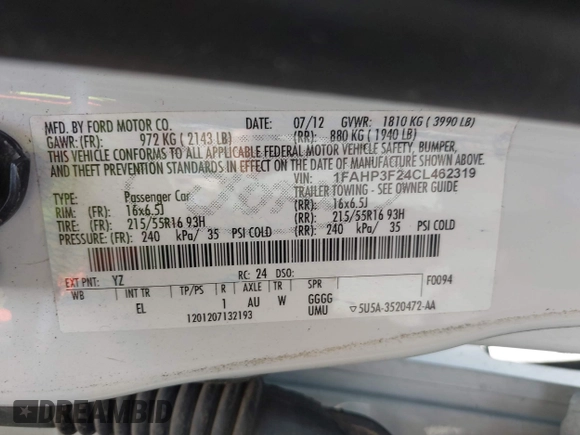 MFD. BY FORD MOTOR CO.
DATE: 07/12 GVWR: 1810 KG ( 3990 LB)
GAWR: (FR): 972 KG ( 2143 LB) (RR): 880 KG ( 1940 LB)
THIS VEHICLE CONFORMS TO ALL APPLICABLE FEDERAL MOTOR VEHICLE SAFETY, BUMPER,
AND THEFT PREVENTION STANDARDS IN EFFECT ON THE DATE OF MANUFACTURE SHOWN ABOVE.
VIN: 1FAHP3F24CL462319
TYPE: Passenger Car TRAILER TOWING - SEE OWNER GUIDE
RIM: (FR): 16x6.5J (RR): 16x6.5J
TIRE: (FR): 215/55R16 93H (RR): 215/55R16 93H
PRESSURE: (FR): 240 kPa/ 35 PSI COLD (RR): 240 kPa/ 35 PSI COLD
EXT PNT: YZ RC: 24 DSO: F0094
WB INT TR TP/PS R AXLE TR SPR
EL 1 AU W GGGG
UMU 5U5A-3520472-AA
1201207132193
DREAMBID